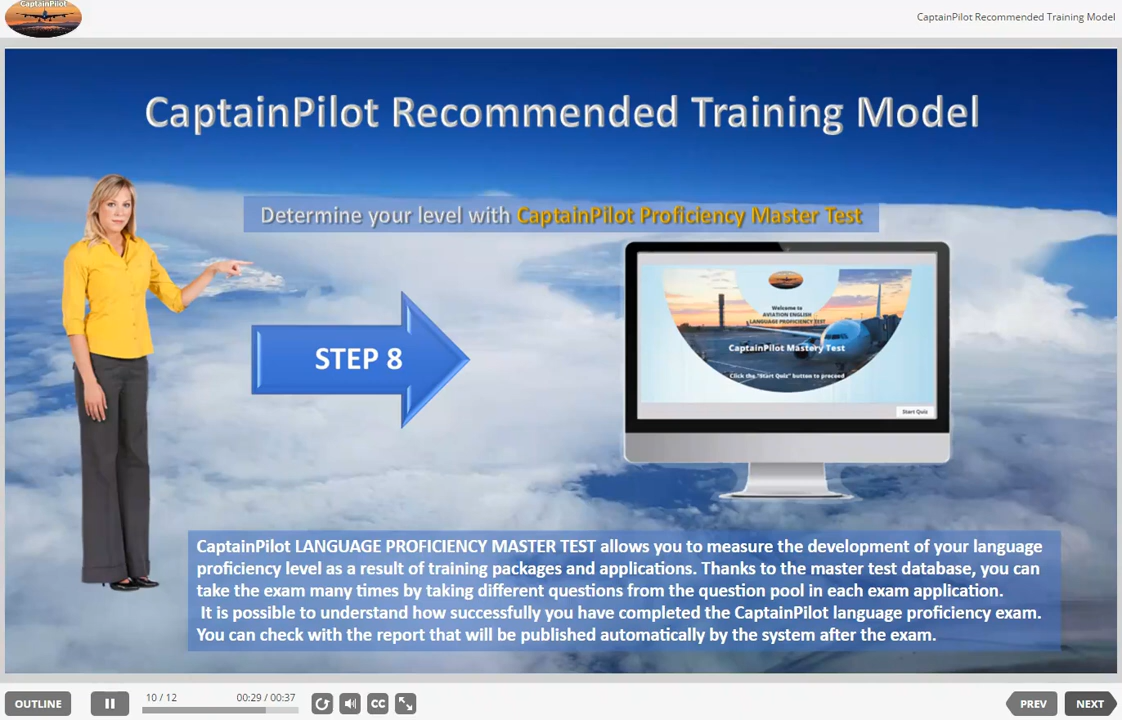 CaptainPilot
CaptainPilot Recommended Training Model
CaptainPilot Recommended Training Model
Determine your level with CaptainPilot Proficiency Master Test
STEP 8
Welcome to
AVIATION ENGLISH
LANGUAGE PROFICIENCY TEST
CaptainPilot Mastery Test
Click the "Start Quiz" button to proceed
Start Quiz
CaptainPilot LANGUAGE PROFICIENCY MASTER TEST allows you to measure the development of your language
proficiency level as a result of training packages and applications. Thanks to the master test database, you can
take the exam many times by taking different questions from the question pool in each exam application.
It is possible to understand how successfully you have completed the CaptainPilot language proficiency exam.
You can check with the report that will be published automatically by the system after the exam.
OUTLINE
10 / 12
00:29 / 00:37
CC
PREV
NEXT